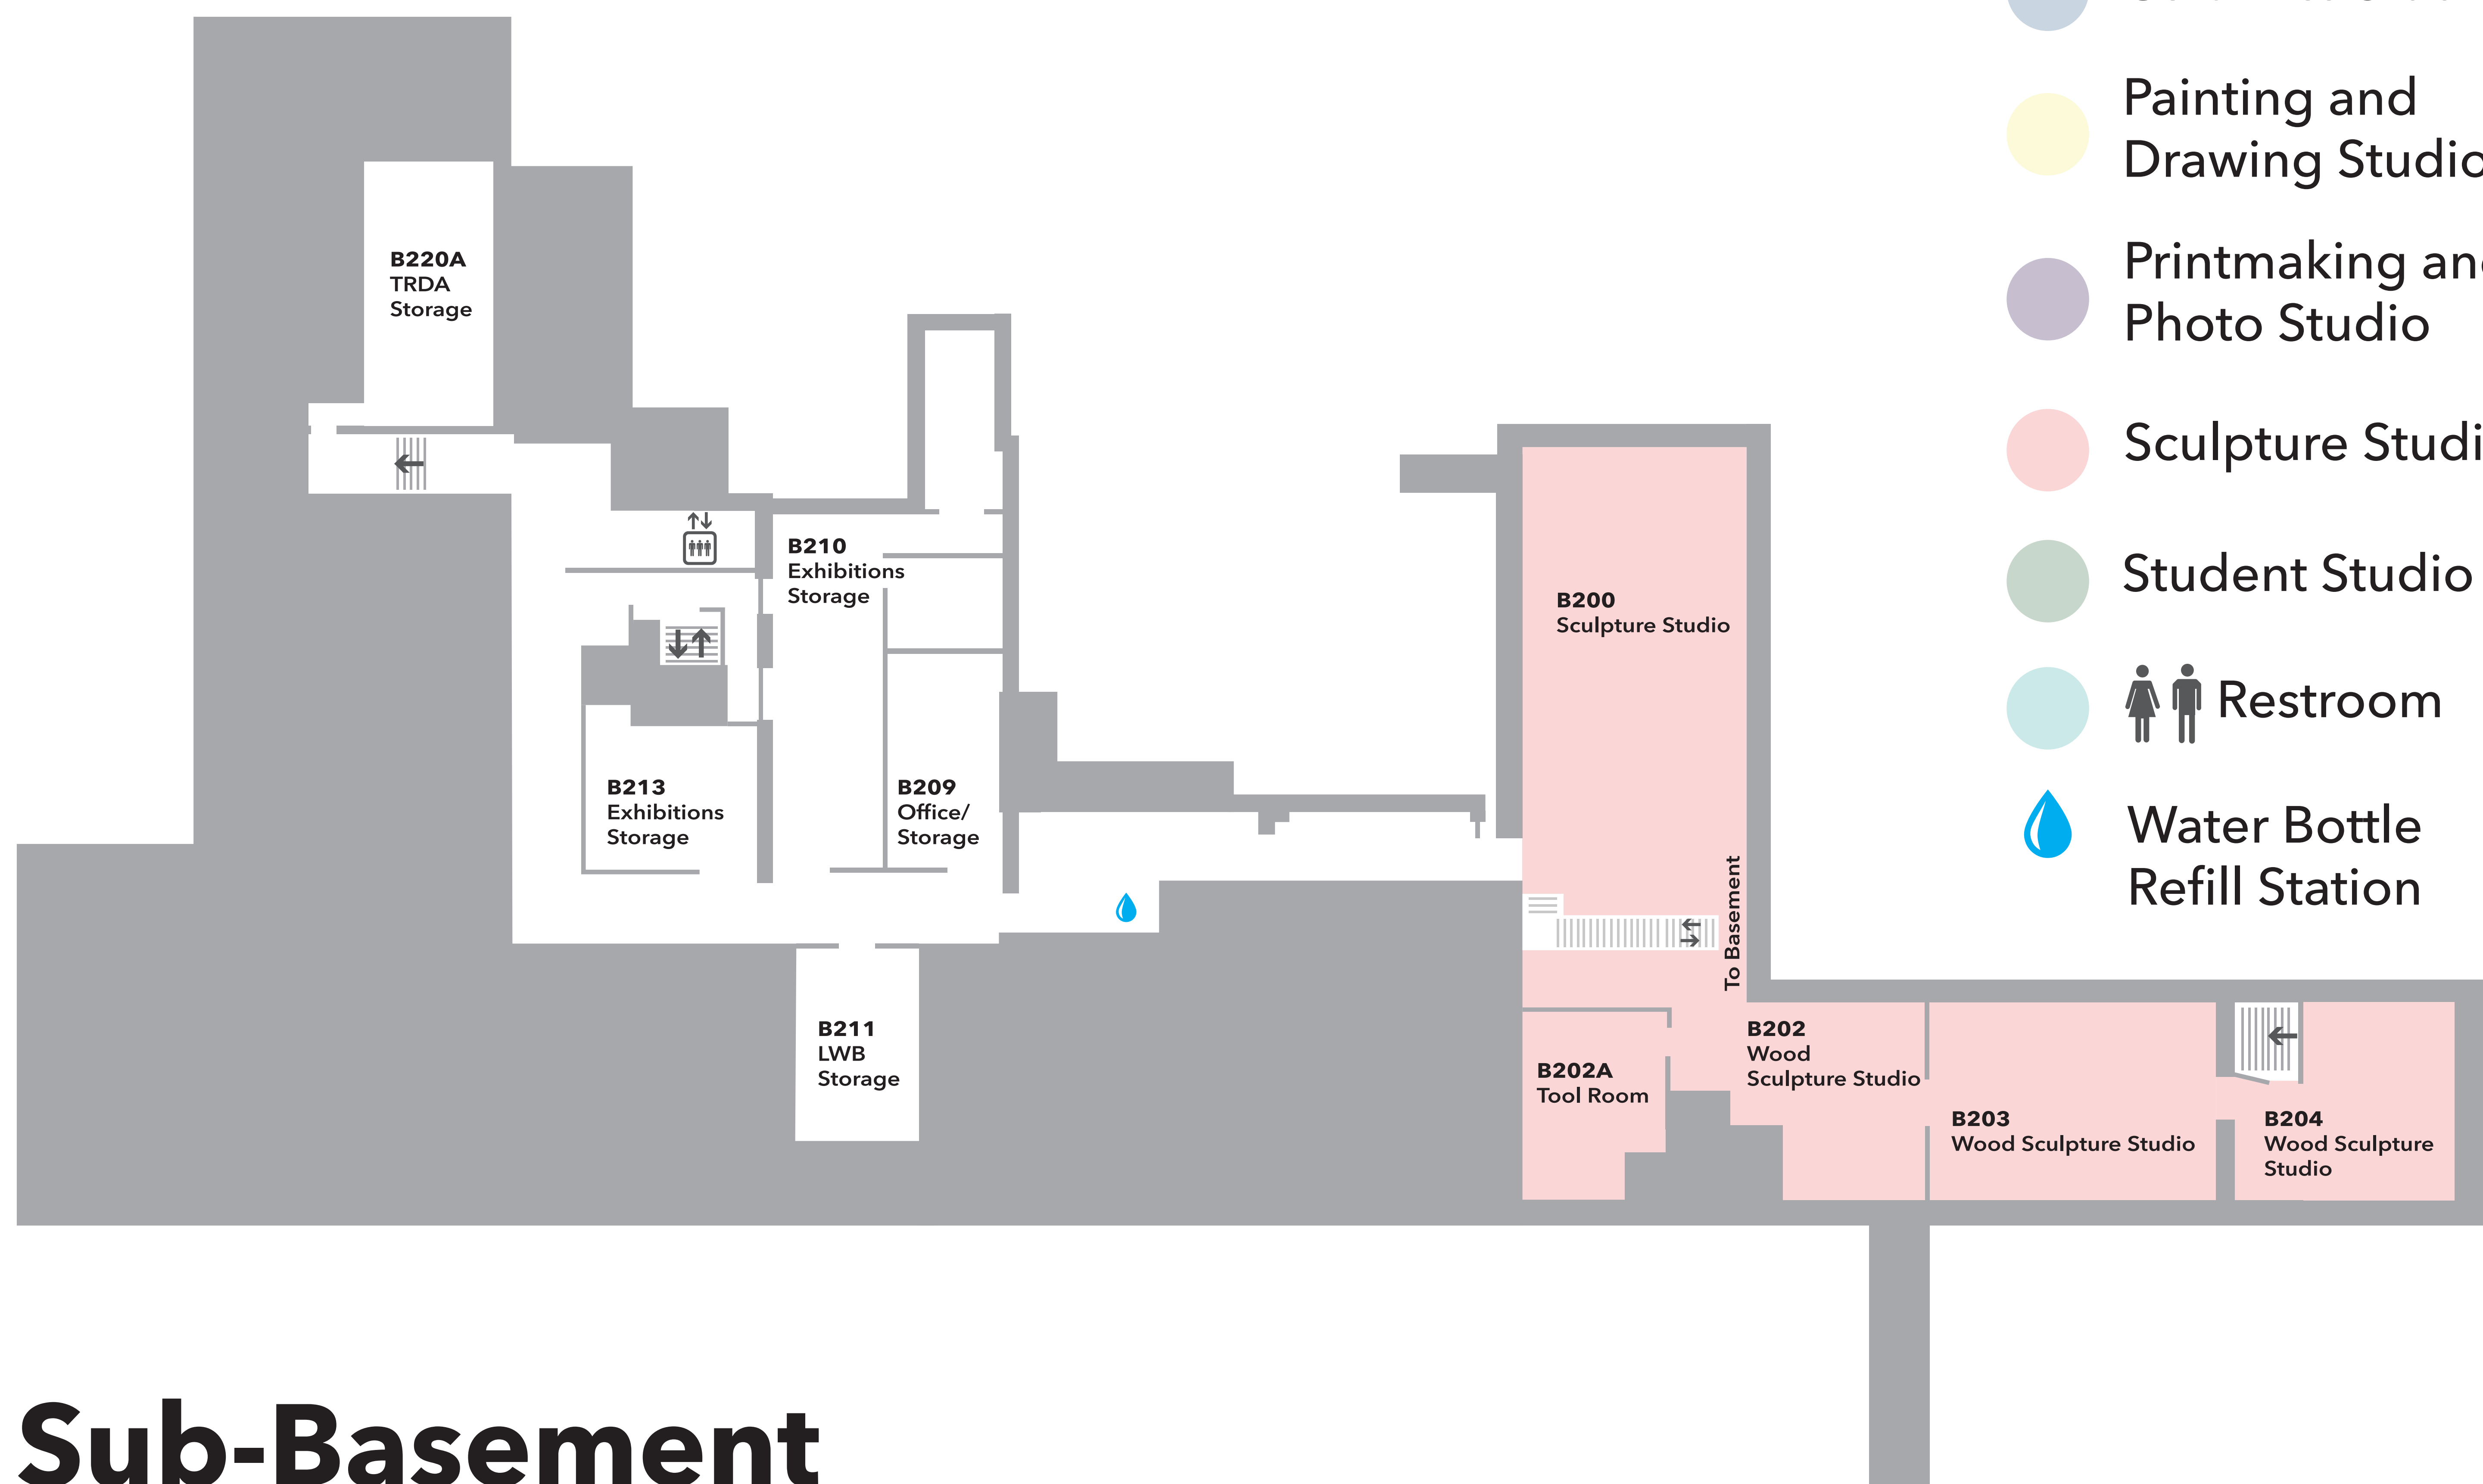 Painting and
Drawing Studio
Printmaking and
Photo Studio
Sculpture Studi
Student Studio
Restroom
Water Bottle
Refill Station
B220A
TRDA
Storage
B210
Exhibitions
Storage
B213
Exhibitions
Storage
B209
Office/
Storage
B211
LWB
Storage
B200
Sculpture Studio
To Basement
B202A
Tool Room
B202
Wood
Sculpture Studio
B203
Wood Sculpture Studio
B204
Wood Sculpture
Studio
Sub-Basement